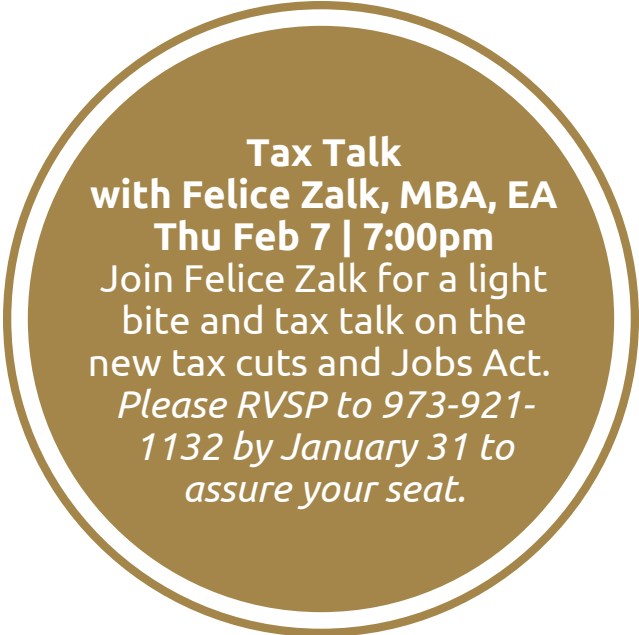 Tax Talk
with Felice Zalk, MBA, EA
Thu Feb 7 | 7:00pm
Join Felice Zalk for a light
bite and tax talk on the
new tax cuts and Jobs Act.
Please RVSP to 973-921-
1132 by January 31 to
assure your seat.